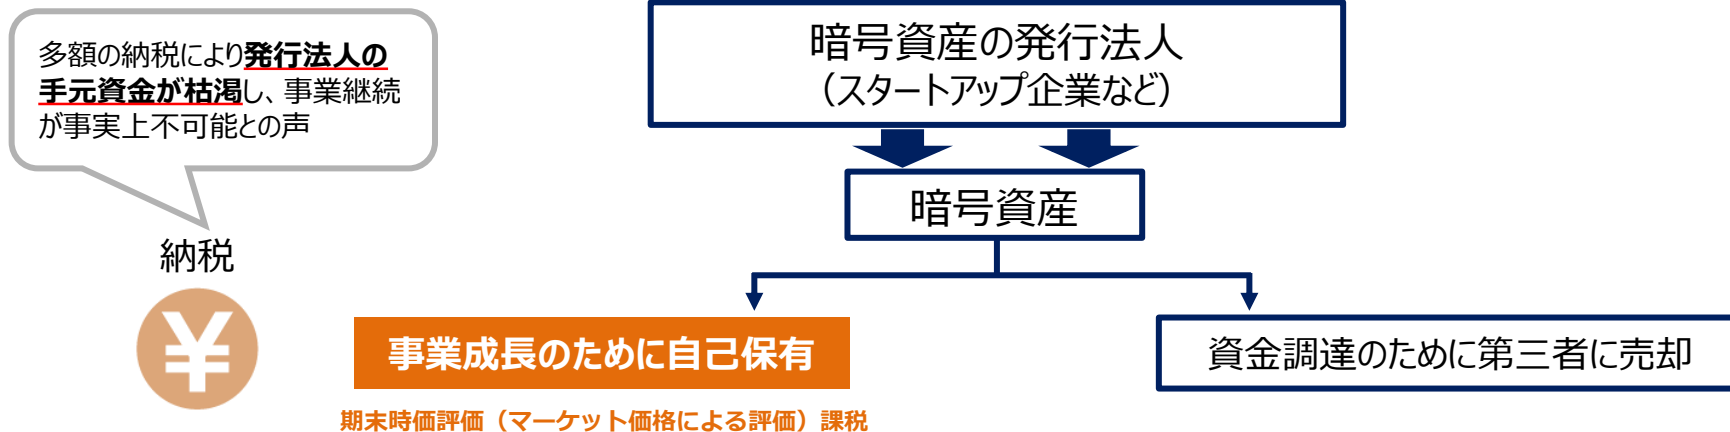 多額の納税により発行法人の
手元資金が枯渇し、事業継続
が事実上不可能との声
暗号資産の発行法人
（スタートアップ企業など）
暗号資産
納税
¥
事業成長のために自己保有
資金調達のために第三者に売却
期末時価評価（マーケット価格による評価）課税